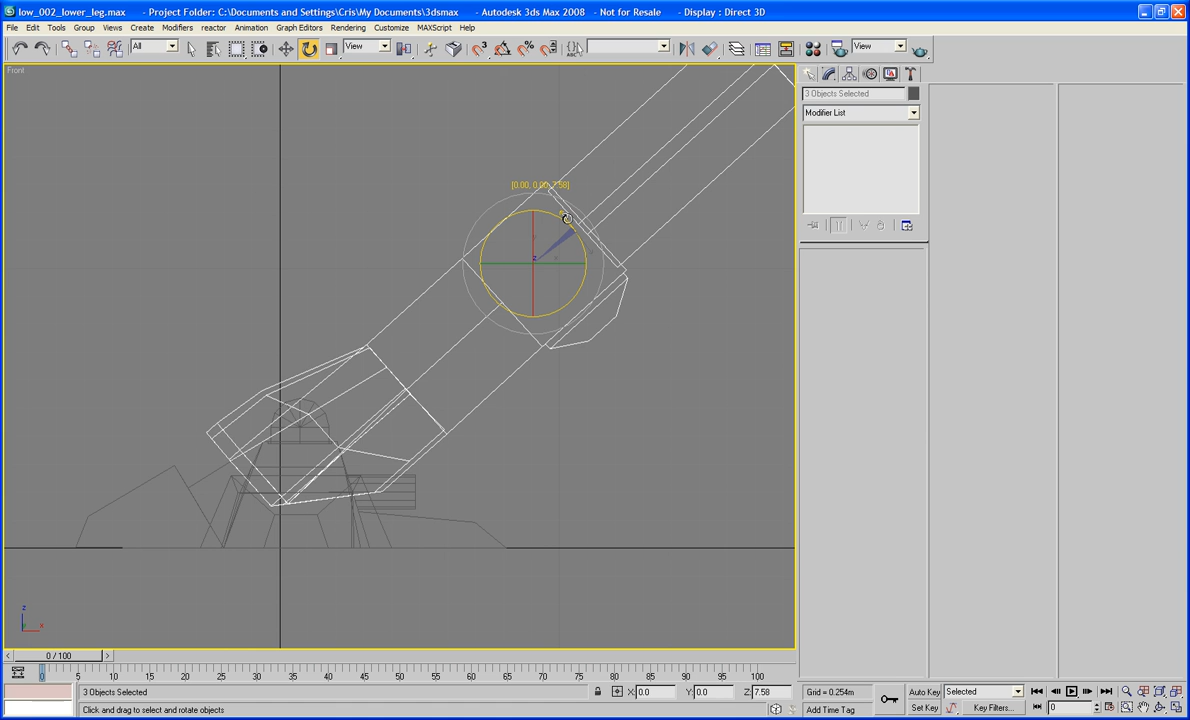 low_002_lower_leg.max - Project Folder: C:\Documents and Settings\Cris\My Documents\3dsmax - Autodesk 3ds Max 2008 - Not for Resale - Display : Direct 3D
File Edit Tools Group Views Create Modifiers reactor Animation Graph Editors Rendering Customize MAXScript Help
All View View
Front
3 Objects Selected
Modifier List
[0.00, 0.00, 7.58]
z
z
x
0 / 100
0 5 10 15 20 25 30 35 40 45 50 55 60 65 70 75 80 85 90 95 100
3 Objects Selected X: 0.0 Y: 0.0 Z: 7.58 Grid = 0.254m Auto Key Selected
Click and drag to select and rotate objects Add Time Tag Set Key Key Filters... 0